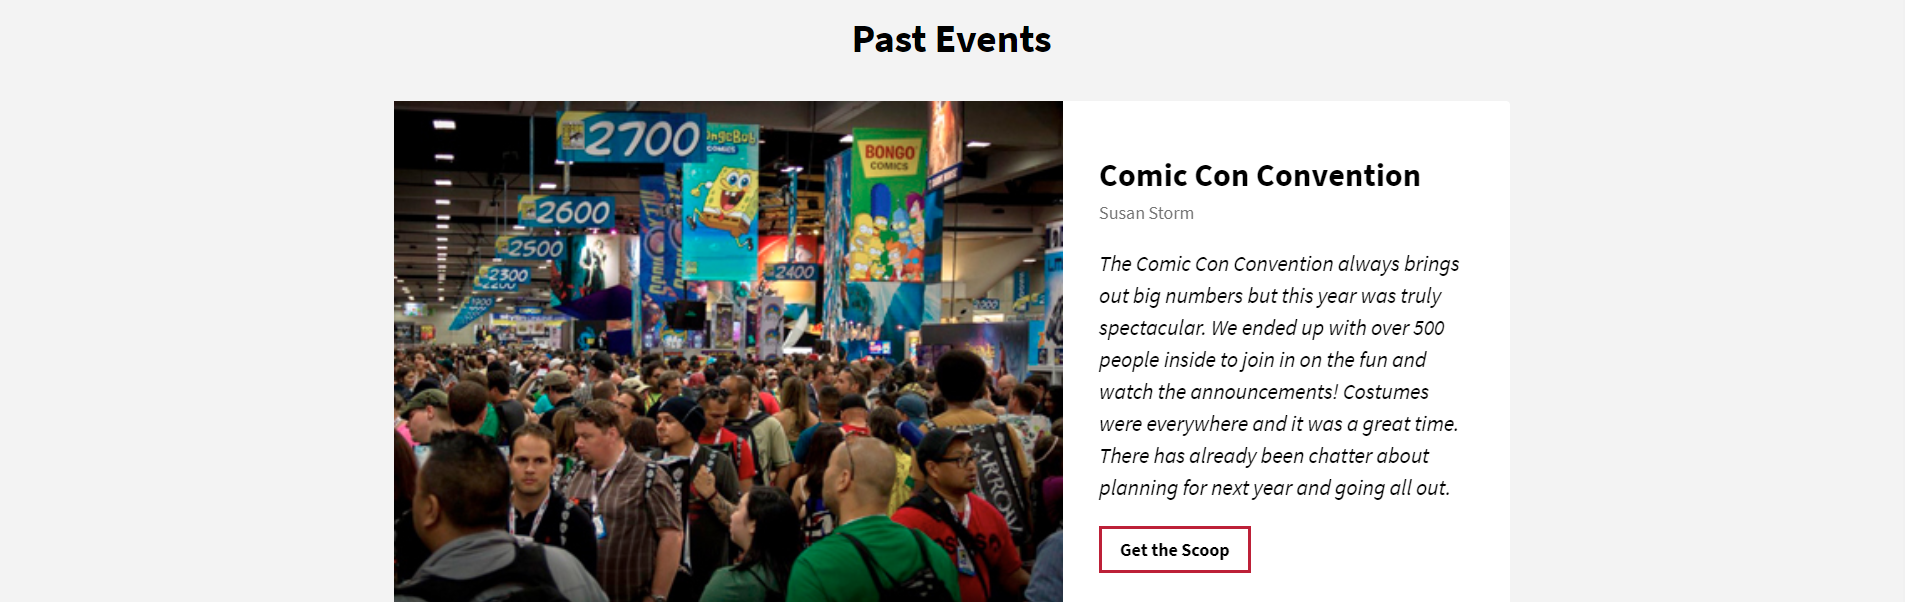 Past Events
2700
ongeBob
COMICS
BONGO
COMICS
2600
2500
2300
2200
2400
Comic Con Convention
Susan Storm
The Comic Con Convention always brings
out big numbers but this year was truly
spectacular. We ended up with over 500
people inside to join in on the fun and
watch the announcements! Costumes
were everywhere and it was a great time.
There has already been chatter about
planning for next year and going all out.
Get the Scoop
ARROW